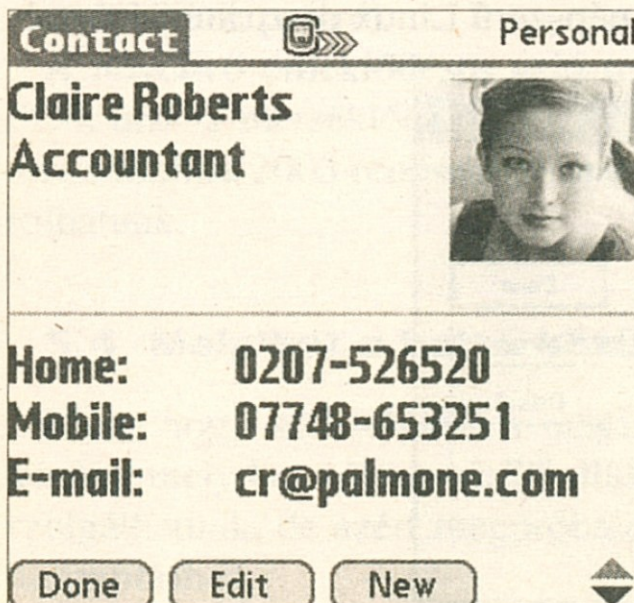 Contact Personal
Claire Roberts
Accountant
Home: 0207-526520
Mobile: 07748-653251
E-mail: cr@palmone.com
Done Edit New